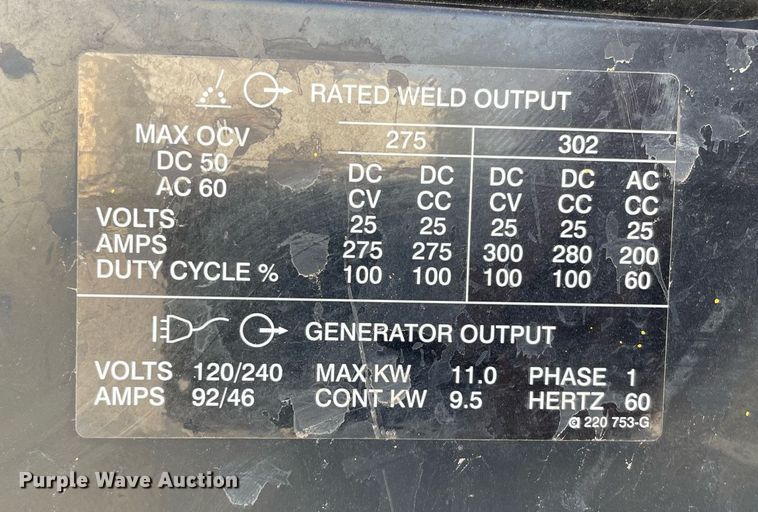 RATED WELD OUTPUT
MAX OCV 275 302
DC 50 DC DC DC DC AC
AC 60 CV CC CV CC CC
VOLTS 25 25 25 25 25
AMPS 275 275 300 280 200
DUTY CYCLE % 100 100 100 100 60
GENERATOR OUTPUT
VOLTS 120/240 MAX KW 11.0 PHASE 1
AMPS 92/46 CONT KW 9.5 HERTZ 60
220 753-G
Purple Wave Auction